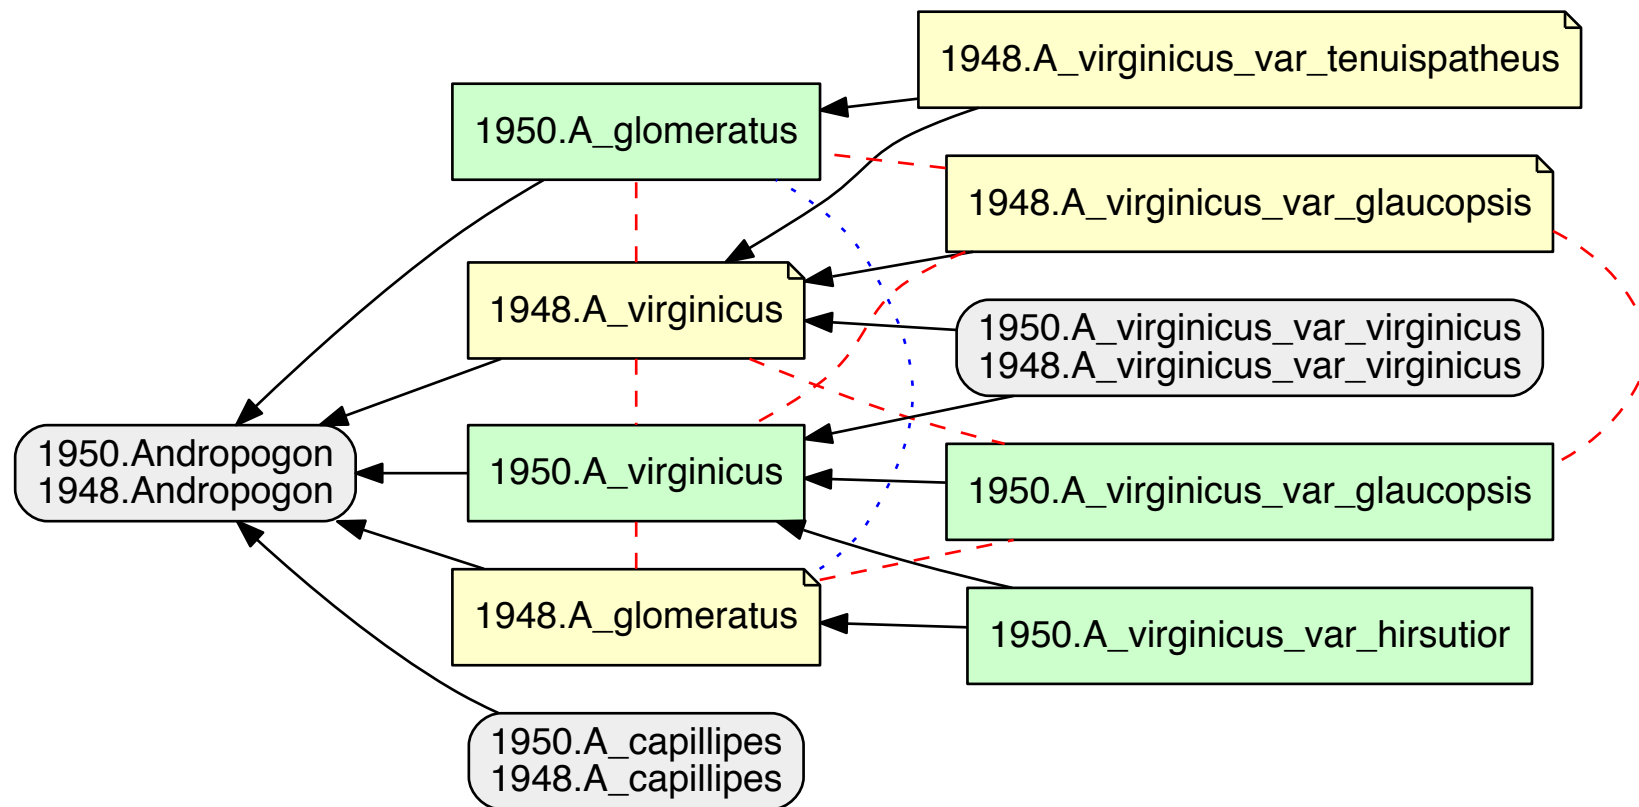 1948.A_virginicus_var_tenuispatheus
1950.A_glomeratus
1948.A_virginicus_var_glaucopsis
1948.A_virginicus
1950.A_virginicus_var_virginicus
1948.A_virginicus_var_virginicus
1950.Andropogon
1948.Andropogon
1950.A_virginicus
1950.A_virginicus_var_glaucopsis
1948.A_glomeratus
1950.A_virginicus_var_hirsutior
1950.A_capillipes
1948.A_capillipes